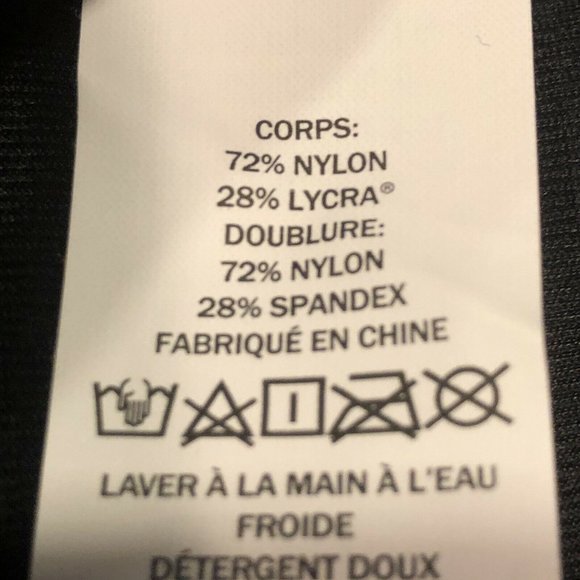 CORPS:
72% NYLON
28% LYCRA®
DOUBLURE:
72% NYLON
28% SPANDEX
FABRIQUÉ EN CHINE
LAVER À LA MAIN À L'EAU
FROIDE
DÉTERGENT DOUX